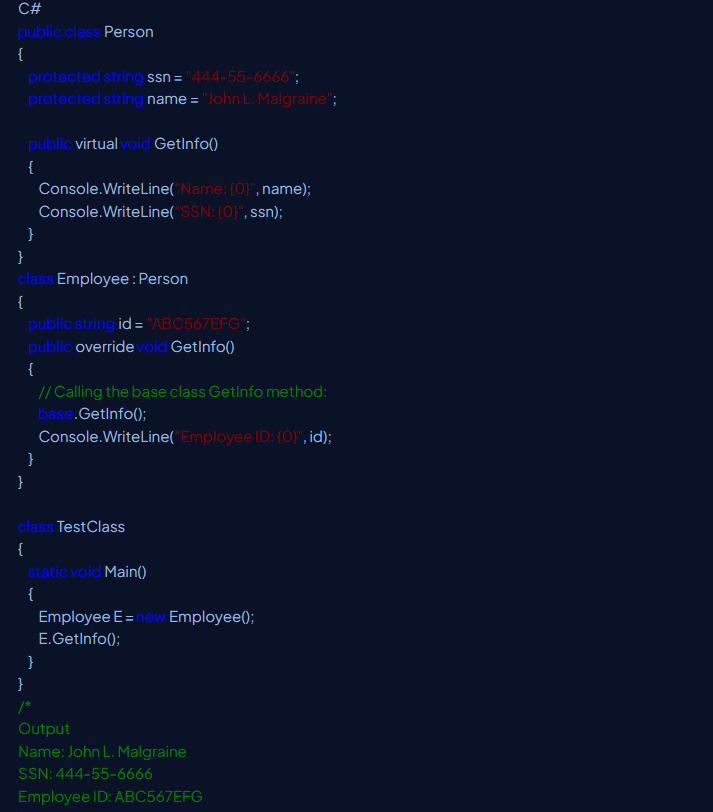 C#
public class Person
{
protected string ssn = "444-55-6666";
protected string name = "John L. Malgraine";
public virtual void GetInfo()
{
Console.WriteLine("Name: {0}", name);
Console.WriteLine("SSN: {0}", ssn);
}
}
class Employee : Person
{
public string id = "ABC567EFG";
public override void GetInfo()
{
// Calling the base class GetInfo method:
base.GetInfo();
Console.WriteLine("Employee ID: {0}", id);
}
}
class TestClass
{
static void Main()
{
Employee E = new Employee();
E.GetInfo();
}
}
/*
Output
Name: John L. Malgraine
SSN: 444-55-6666
Employee ID: ABC567EFG